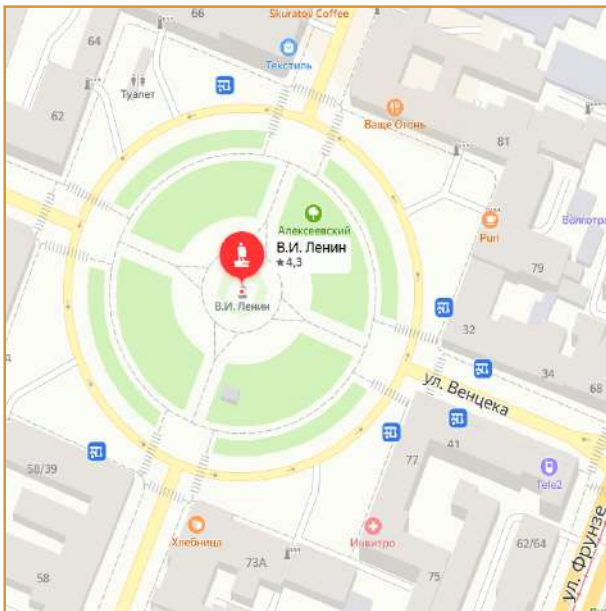 66
Skuratov Coffee
64
Текстиль
Туалет
62
Ваще Огонь
81
Алексеевский
Puri
Волготра
В.И. Ленин
4,3
79
В.И. Ленин
32
34
68
ул. Венцека
41
77
58/39
Tele2
Хлебница
Инвитро
62/64
ул. Фрунзе
73А
58
75